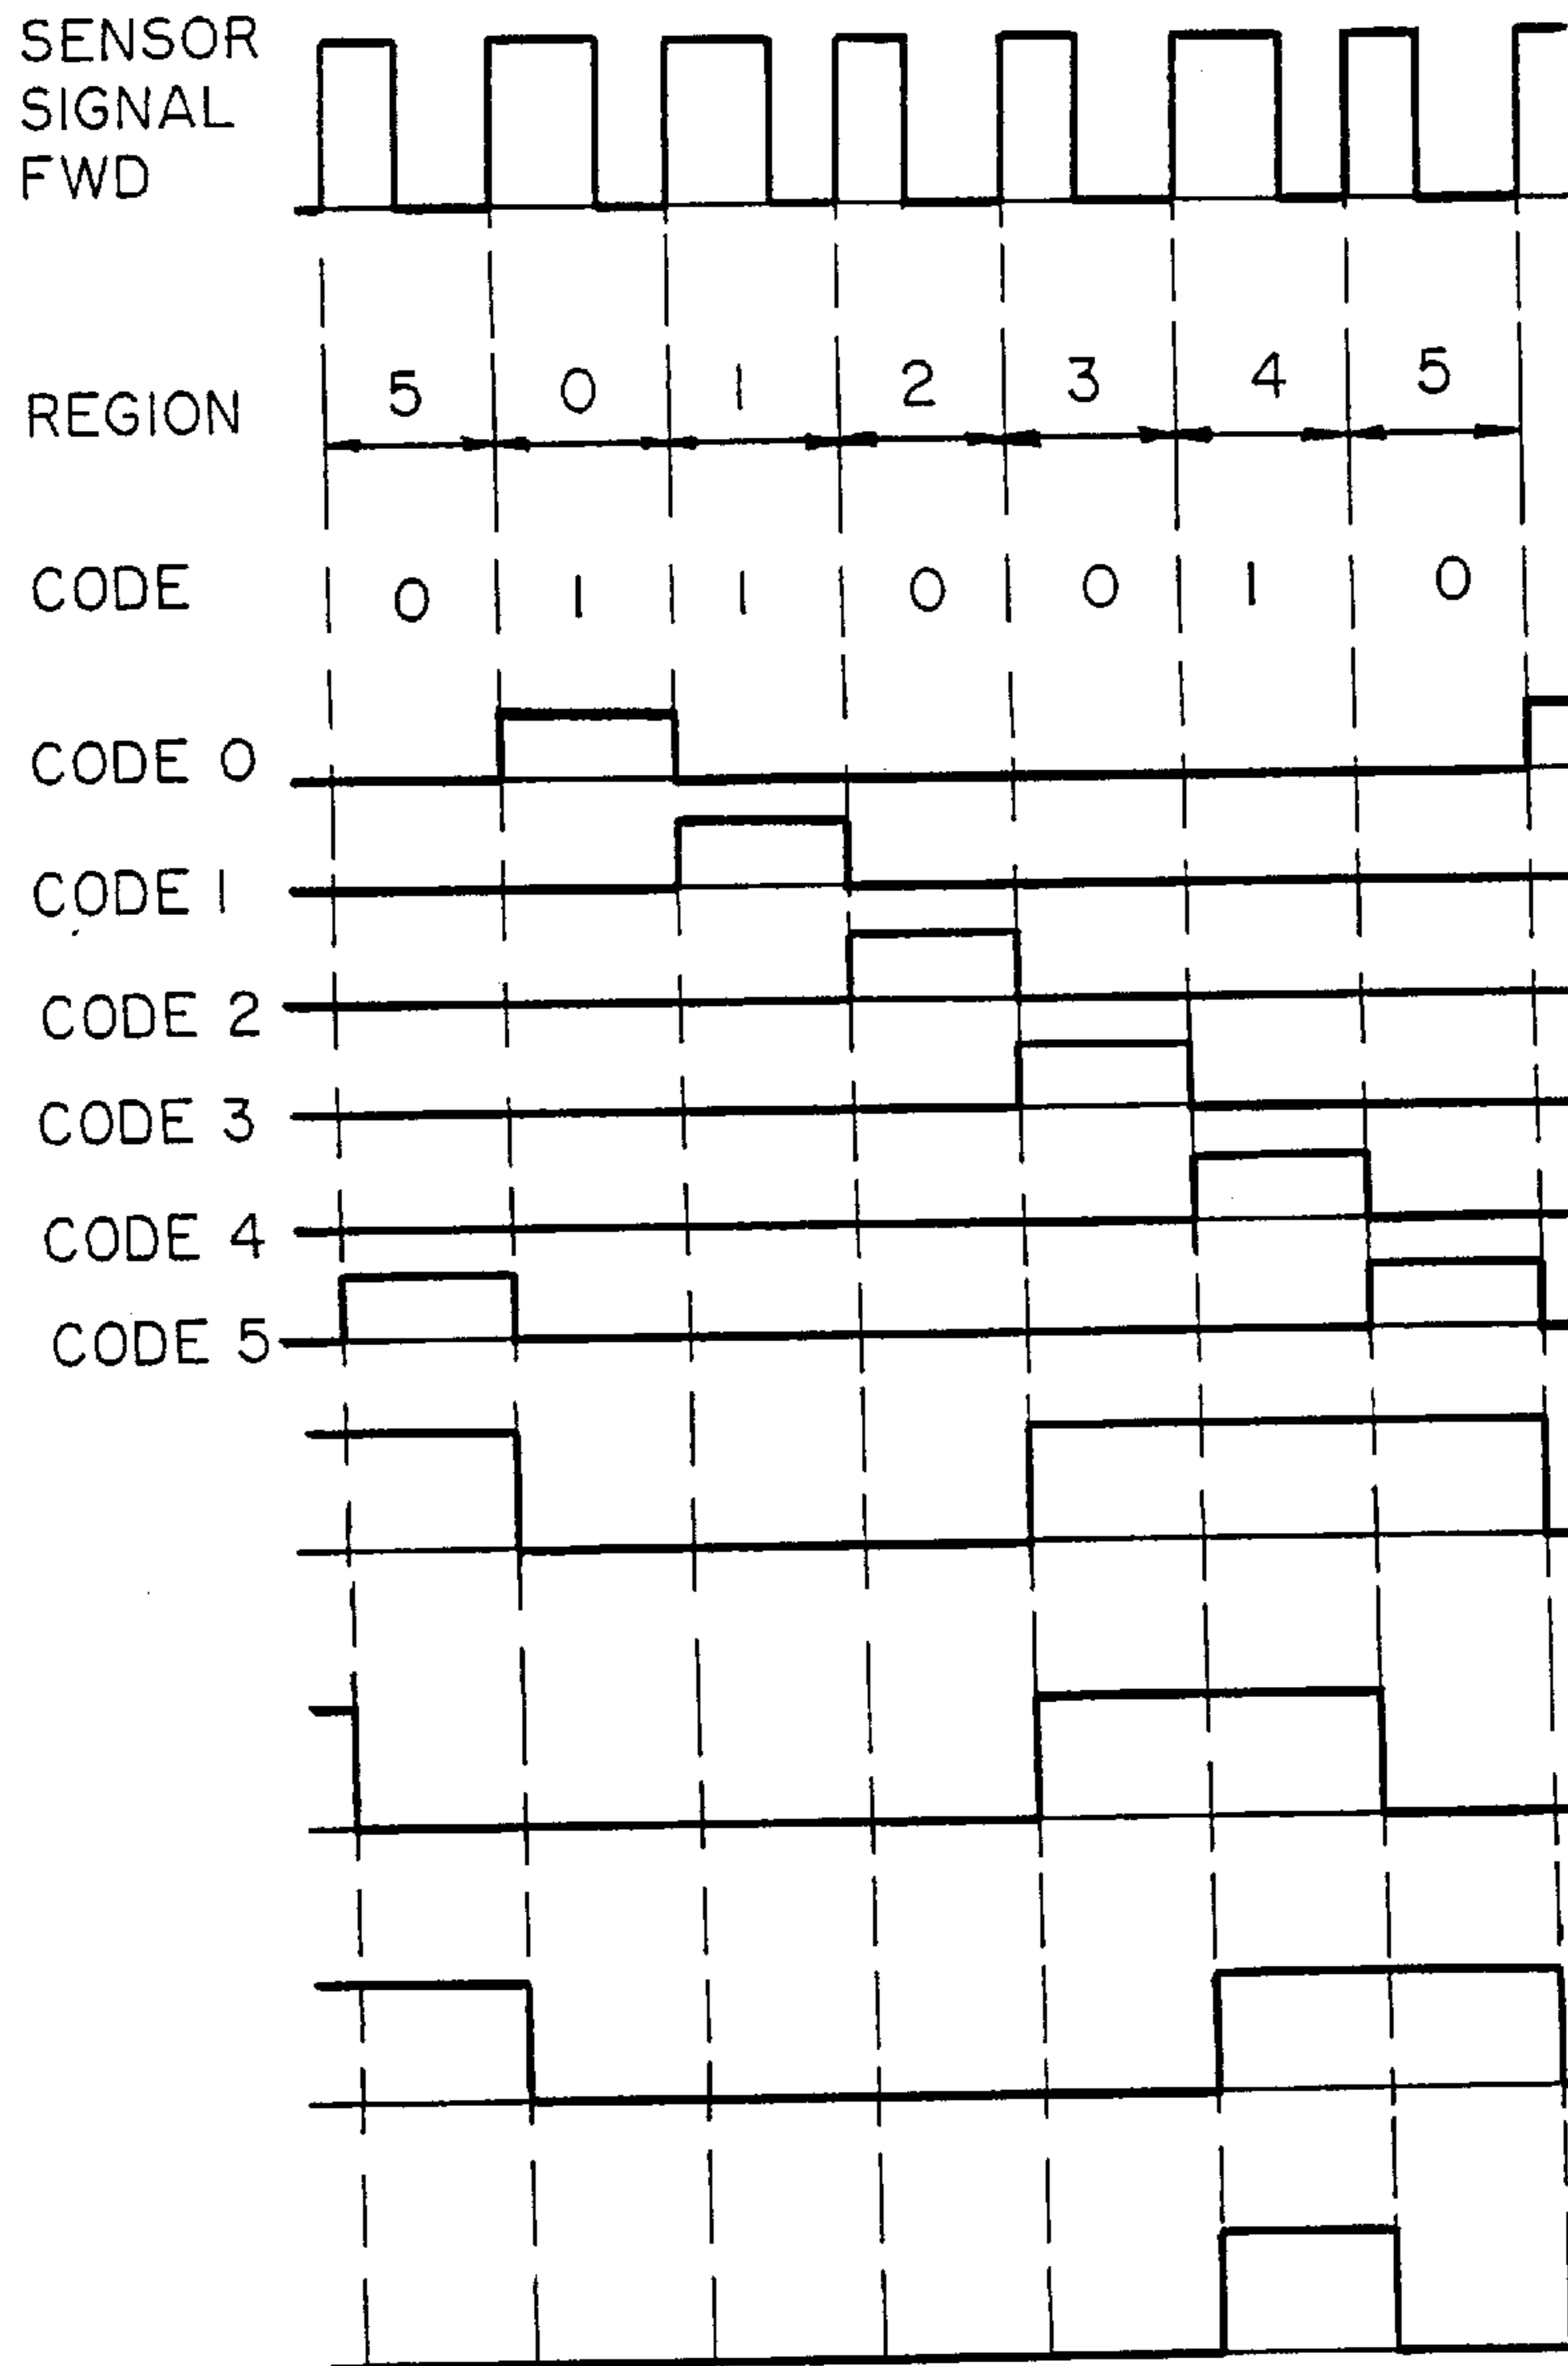 SENSOR
SIGNAL
FWD
REGION 5 0 1 2 3 4 5
CODE 0 1 1 0 0 1 0
CODE 0
CODE 1
CODE 2
CODE 3
CODE 4
CODE 5